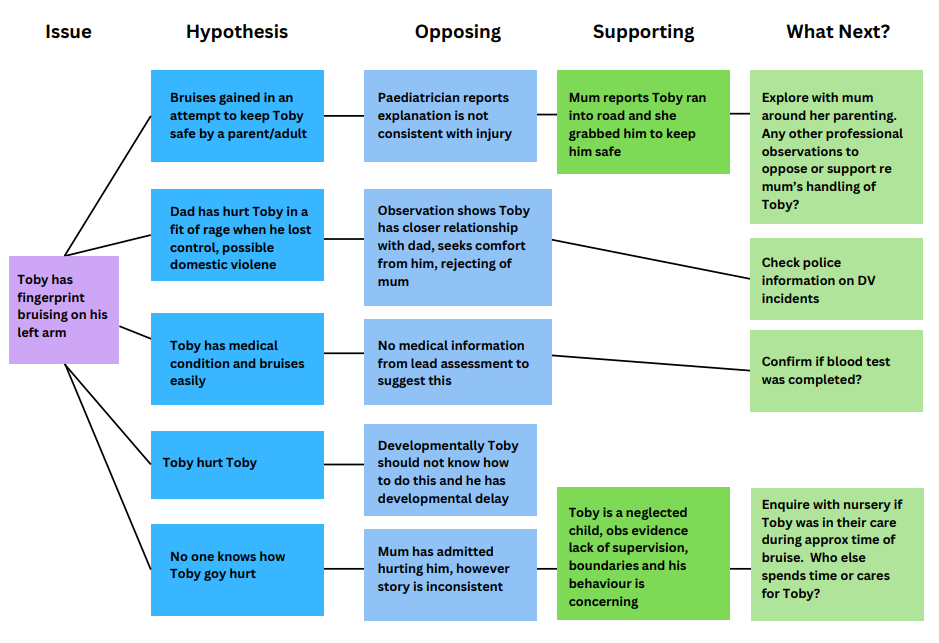 Issue
Hypothesis
Opposing
Supporting
What Next?
Toby has
fingerprint
bruising on his
left arm
Bruises gained in an
attempt to keep Toby
safe by a parent/adult
Paediatrician reports
explanation is not
consistent with injury
Mum reports Toby ran
into road and she
grabbed him to keep
him safe
Explore with mum
around her parenting.
Any other professional
observations to
oppose or support re
mum's handling of
Toby?
Dad has hurt Toby in a
fit of rage when he lost
control, possible
domestic violene
Observation shows Toby
has closer relationship
with dad, seeks comfort
from him, rejecting of
mum
Check police
information on DV
incidents
Toby has medical
condition and bruises
easily
No medical information
from lead assessment to
suggest this
Confirm if blood test
was completed?
Toby hurt Toby
Developmentally Toby
should not know how
to do this and he has
developmental delay
No one knows how
Toby goy hurt
Mum has admitted
hurting him, however
story is inconsistent
Toby is a neglected
child, obs evidence
lack of supervision,
boundaries and his
behaviour is
concerning
Enquire with nursery if
Toby was in their care
during approx time of
bruise.  Who else
spends time or cares
for Toby?